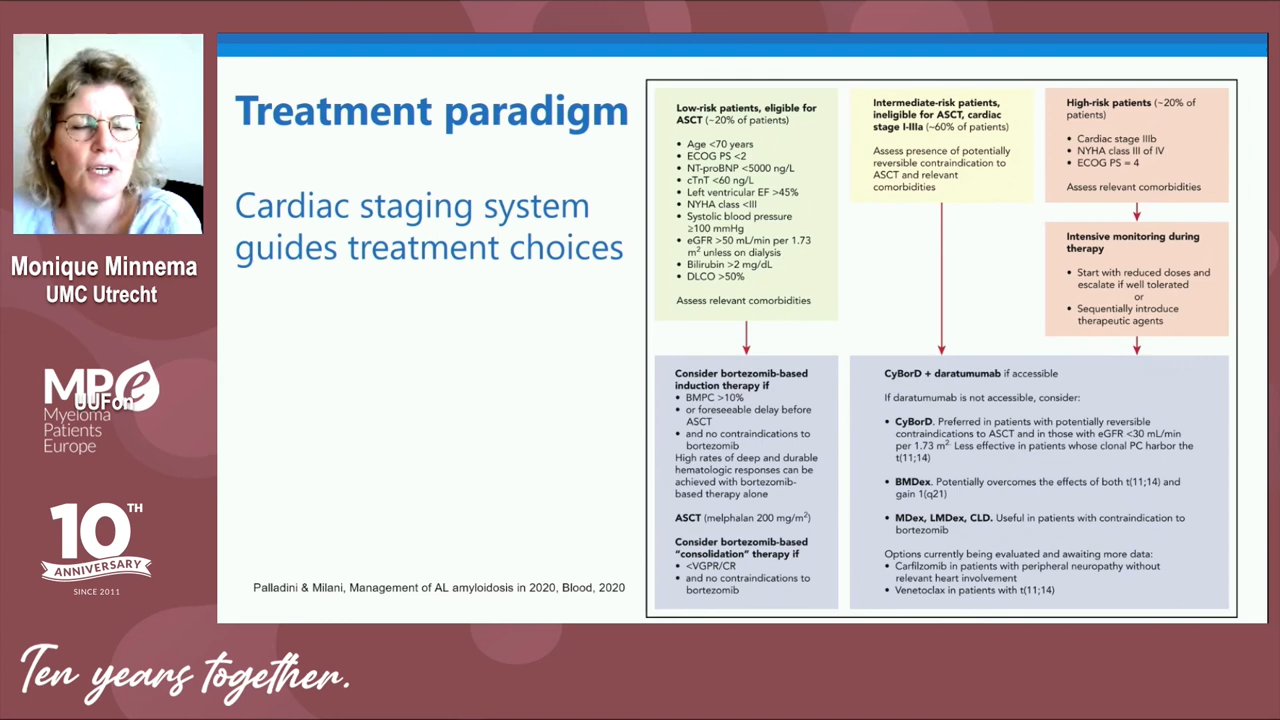 Treatment paradigm
Cardiac staging system
guides treatment choices
Palladini & Milani, Management of AL amyloidosis in 2020, Blood, 2020
Low-risk patients, eligible for
ASCT (~20% of patients)
• Age <70 years
• ECOG PS <2
• NT-proBNP <5000 ng/L
• cTnT <60 ng/L
• Left ventricular EF >45%
• NYHA class <III
• Systolic blood pressure
≥100 mmHg
• eGFR >50 mL/min per 1.73
m² unless on dialysis
• Bilirubin >2 mg/dL
• DLCO >50%
Assess relevant comorbidities
Intermediate-risk patients,
ineligible for ASCT, cardiac
stage I-IIIa (~60% of patients)
Assess presence of potentially
reversible contraindication to
ASCT and relevant
comorbidities
High-risk patients (~20% of
patients)
• Cardiac stage IIIb
• NYHA class III of IV
• ECOG PS = 4
Assess relevant comorbidities
Intensive monitoring during
therapy
• Start with reduced doses and
escalate if well tolerated
or
• Sequentially introduce
therapeutic agents
Consider bortezomib-based
induction therapy if
• BMPC >10%
• or foreseeable delay before
ASCT
• and no contraindications to
bortezomib
High rates of deep and durable
hematologic responses can be
achieved with bortezomib-
based therapy alone
ASCT (melphalan 200 mg/m²)
Consider bortezomib-based
"consolidation" therapy if
• <VGPR/CR
• and no contraindications to
bortezomib
CyBorD + daratumumab if accessible
If daratumumab is not accessible, consider:
• CyBorD. Preferred in patients with potentially reversible
contraindications to ASCT and in those with eGFR <30 mL/min
per 1.73 m² Less effective in patients whose clonal PC harbor the
t(11;14)
• BMDex. Potentially overcomes the effects of both t(11;14) and
gain 1(q21)
• MDex, LMDex, CLD. Useful in patients with contraindication to
bortezomib
Options currently being evaluated and awaiting more data:
• Carfilzomib in patients with peripheral neuropathy without
relevant heart involvement
• Venetoclax in patients with t(11;14)
Monique Minnema
UMC Utrecht
MPe
UUFon
Myeloma
Patients
Europe
10TH
ANNIVERSARY
SINCE 2011
Ten years together.